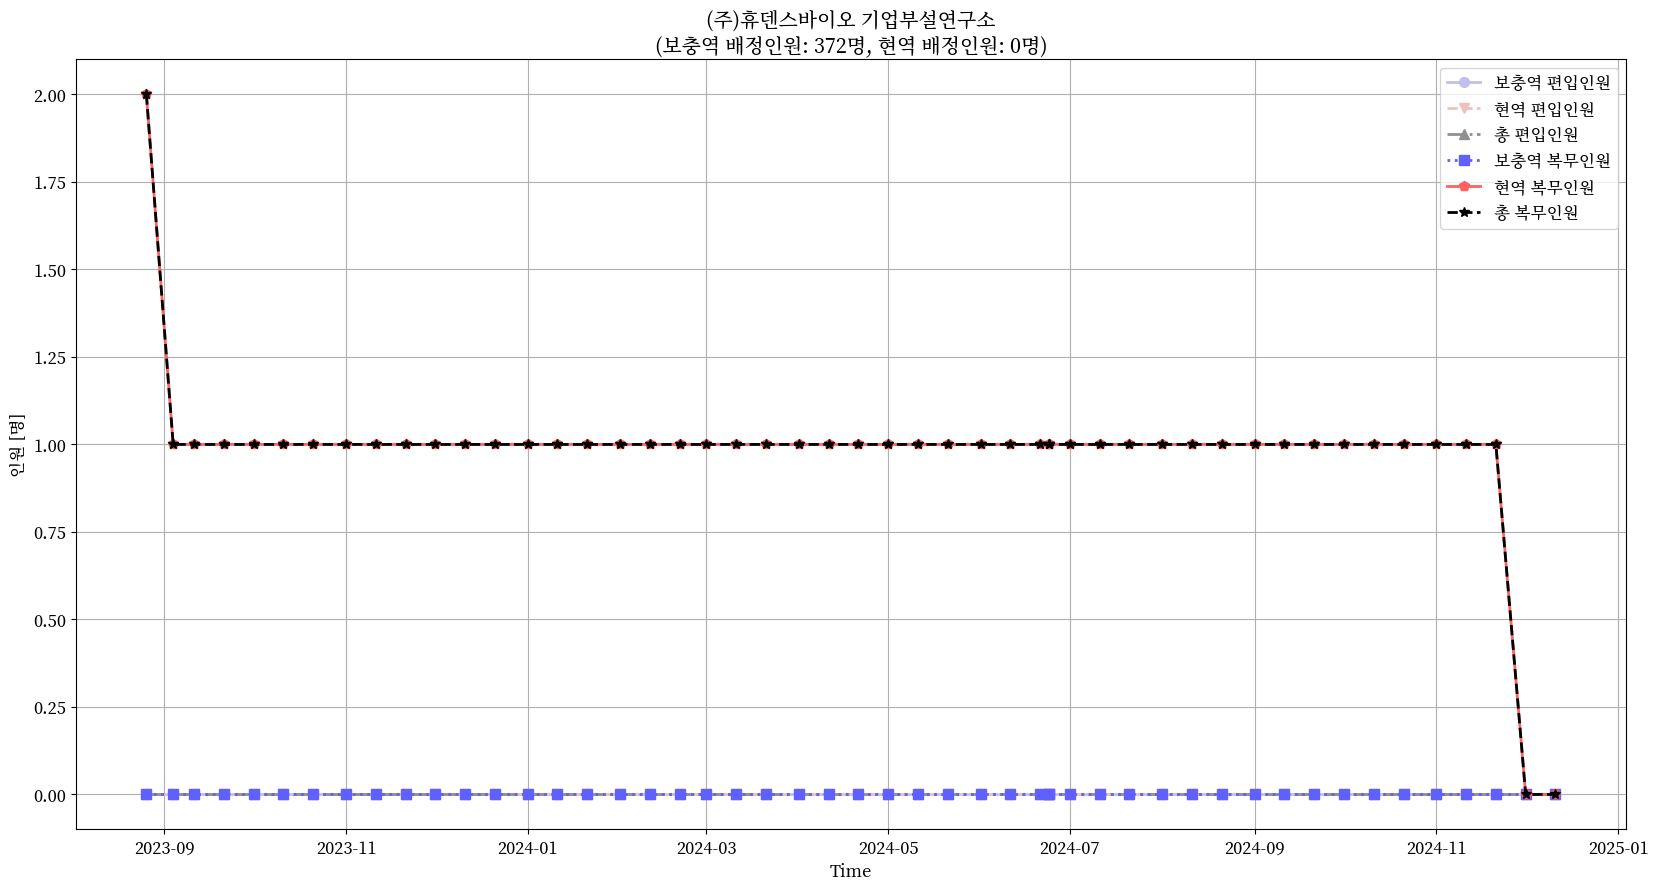 (주)휴덴스바이오 기업부설연구소
(보충역 배정인원: 372명, 현역 배정인원: 0명)
보충역 편입인원
현역 편입인원
총 편입인원
보충역 복무인원
현역 복무인원
총 복무인원
2.00
1.75
1.50
1.25
1.00
0.75
0.50
0.25
0.00
인원 [명]
2023-09
2023-11
2024-01
2024-03
2024-05
2024-07
2024-09
2024-11
2025-01
Time